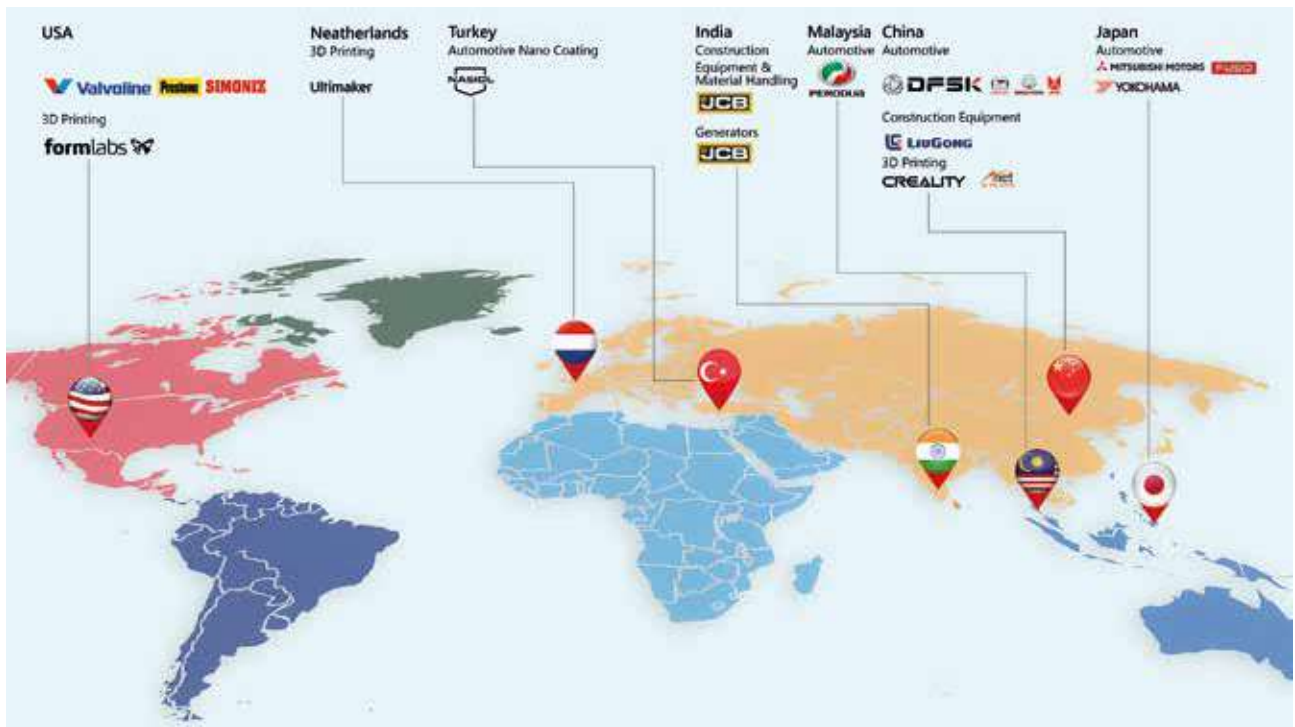 USA
Valvoline Prestone SIMONIZ
3D Printing
formlabs
Neatherlands
3D Printing
Ultimaker
Turkey
Automotive Nano Coating
NASIOL
India
Construction
Equipment &
Material Handling
JCB
Generators
JCB
Malaysia
Automotive
PERODUA
China
Automotive
DFSK
Construction Equipment
LIUGONG
3D Printing
CREALITY
Japan
Automotive
MITSUBISHI MOTORS FUSO
YOKOHAMA